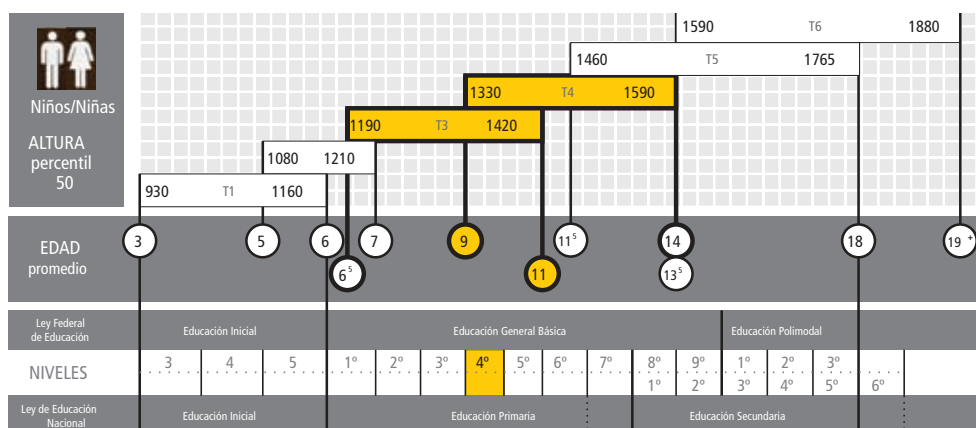 1590 T6 1880
1460 T5 1765
1330 T4 1590
1190 T3 1420
1080 1210
930 T1 1160
Niños/Niñas
ALTURA
percentil
50
EDAD
promedio
3 5 6 7 9 11⁵ 14 18 19⁺
6⁵ 11 13⁵
Ley Federal
de Educación
Educación Inicial Educación General Básica Educación Polimodal
NIVELES
3 4 5 1º 2º 3º 4º 5º 6º 7º 8º 9º 1º 2º 3º
1º 2º 3º 4º 5º 6º
Ley de Educación
Nacional
Educación Inicial Educación Primaria Educación Secundaria